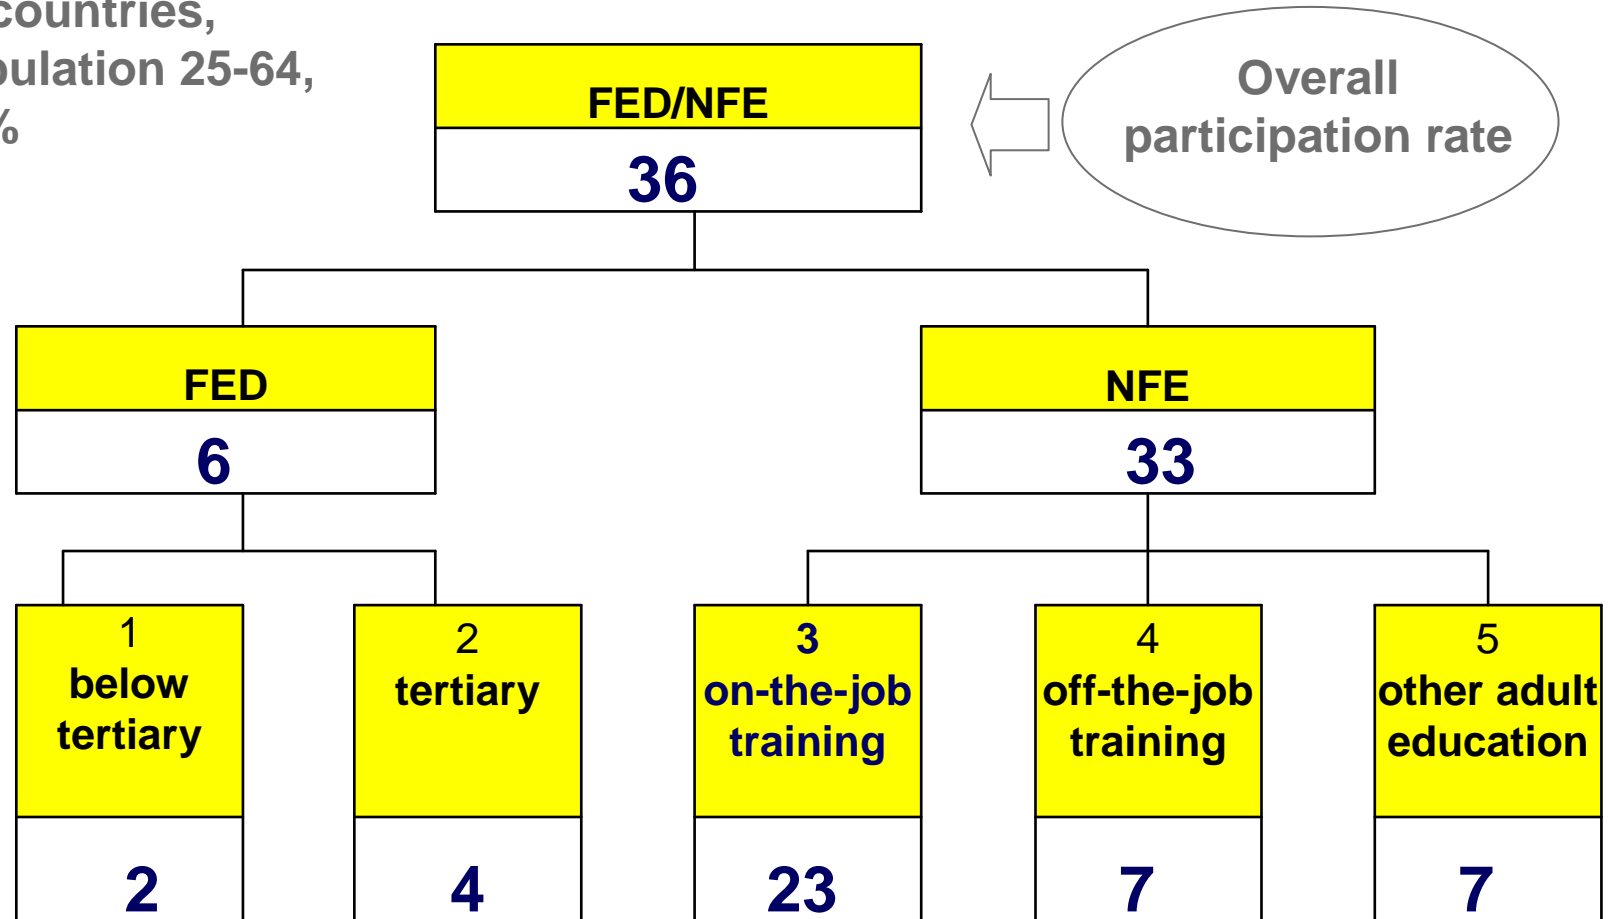 countries,
25-64,
%
FED/NFE
36
Overall
participation rate
FED
6
NFE
33
1
below
tertiary
2
2
tertiary
4
3
on-the-job
training
23
4
off-the-job
training
7
5
other adult
education
7